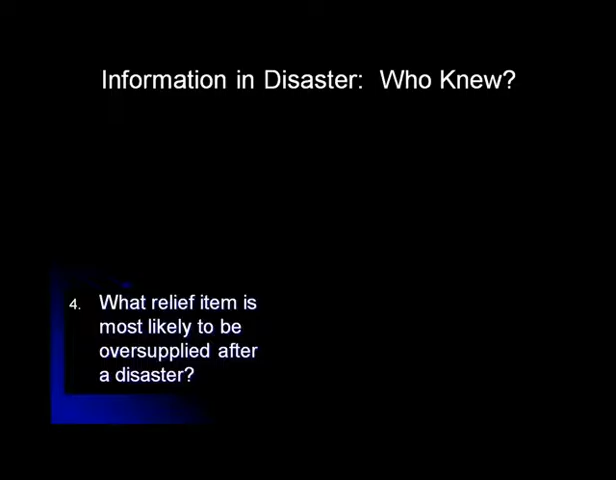 Information in Disaster: Who Knew?
4. What relief item is
most likely to be
oversupplied after
a disaster?